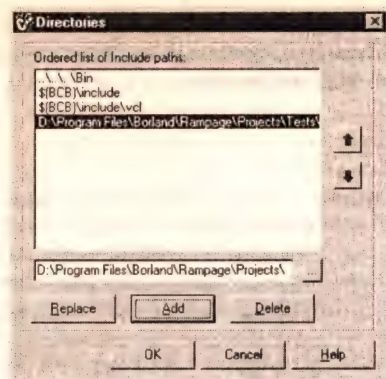 Directories
Ordered list of Include paths:
..\..\..\Bin
$(BCB)\include
$(BCB)\include\vcl
D:\Program Files\Borland\Rampage\Projects\Tests\
D:\Program Files\Borland\Rampage\Projects\
...
Replace
Add
Delete
OK
Cancel
Help